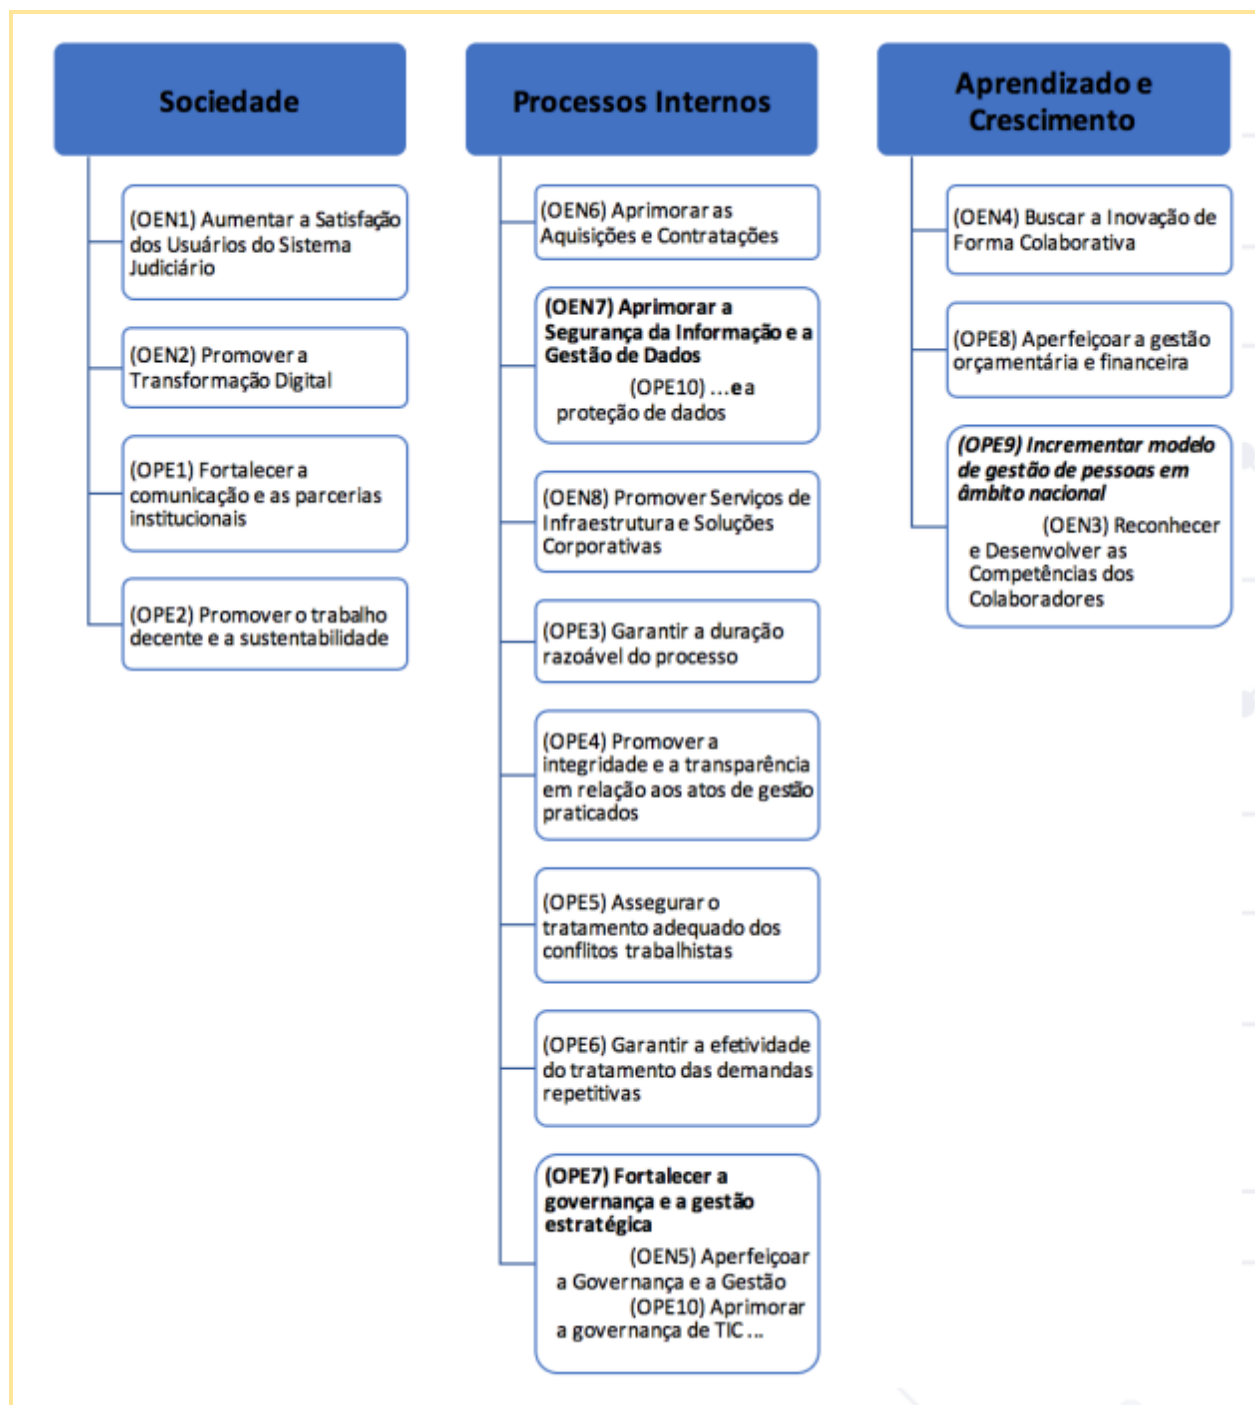 Sociedade
(OEN1) Aumentar a Satisfação
dos Usuários do Sistema
Judiciário
(OEN2) Promover a
Transformação Digital
(OPE1) Fortalecer a
comunicação e as parcerias
institucionais
(OPE2) Promover o trabalho
decente e a sustentabilidade
Processos Internos
(OEN6) Aprimorar as
Aquisições e Contratações
(OEN7) Aprimorar a
Segurança da Informação e a
Gestão de Dados
(OPE10) ...e a
proteção de dados
(OEN8) Promover Serviços de
Infraestrutura e Soluções
Corporativas
(OPE3) Garantir a duração
razoável do processo
(OPE4) Promover a
integridade e a transparência
em relação aos atos de gestão
praticados
(OPE5) Assegurar o
tratamento adequado dos
conflitos trabalhistas
(OPE6) Garantir a efetividade
do tratamento das demandas
repetitivas
(OPE7) Fortalecer a
governança e a gestão
estratégica
(OEN5) Aperfeiçoar
a Governança e a Gestão
(OPE10) Aprimorar
a governança de TIC ...
Aprendizado e
Crescimento
(OEN4) Buscar a Inovação de
Forma Colaborativa
(OPE8) Aperfeiçoar a gestão
orçamentária e financeira
(OPE9) Incrementar modelo
de gestão de pessoas em
âmbito nacional
(OEN3) Reconhecer
e Desenvolver as
Competências dos
Colaboradores